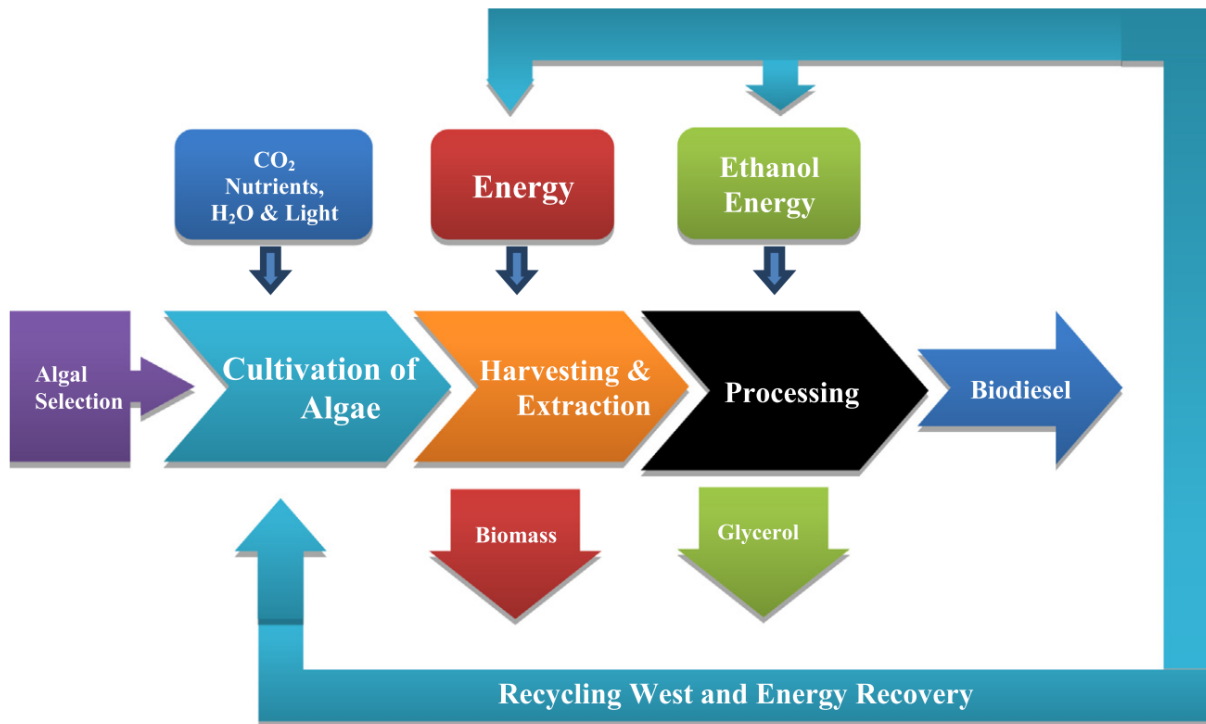 CO₂
Nutrients,
H₂O & Light
Energy
Ethanol
Energy
Algal
Selection
Cultivation of
Algae
Harvesting &
Extraction
Processing
Biodiesel
Biomass
Glycerol
Recycling West and Energy Recovery